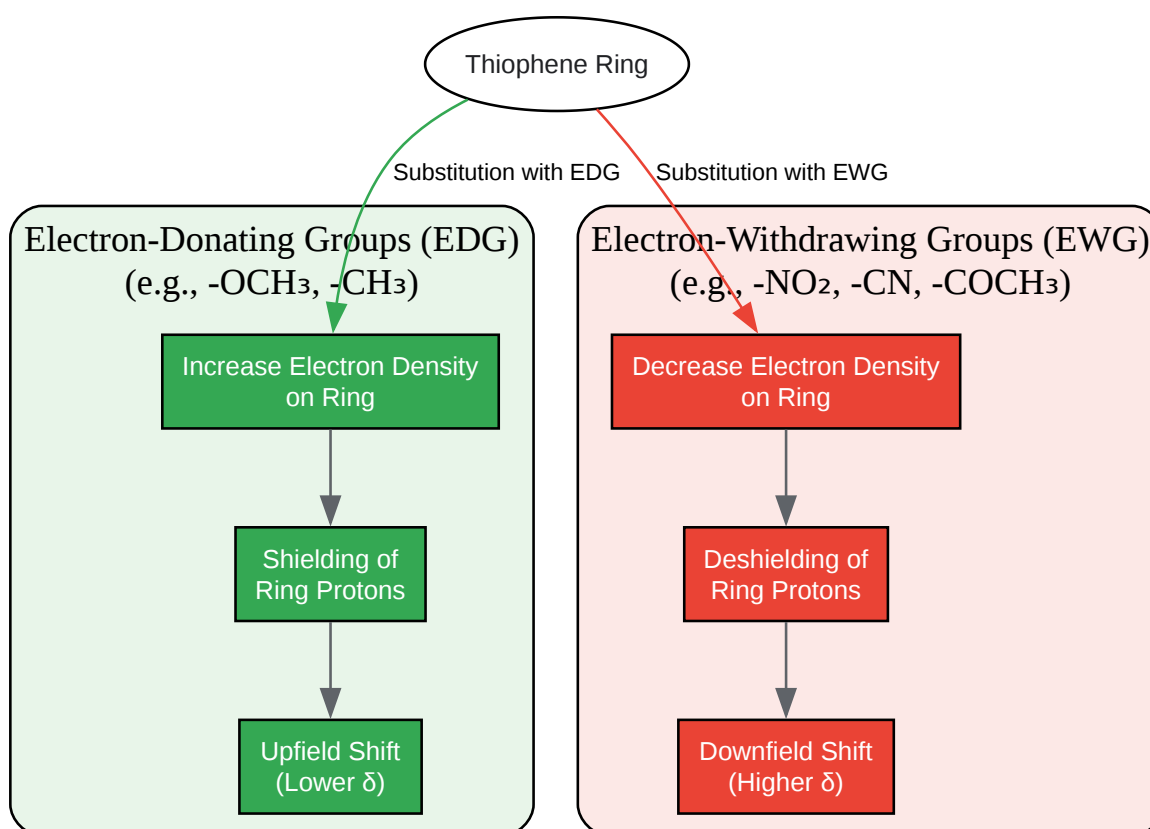 Thiophene Ring
Substitution with EDG
Substitution with EWG
Electron-Donating Groups (EDG)
(e.g., -OCH₃, -CH₃)
Increase Electron Density
on Ring
Shielding of
Ring Protons
Upfield Shift
(Lower δ)
Electron-Withdrawing Groups (EWG)
(e.g., -NO₂, -CN, -COCH₃)
Decrease Electron Density
on Ring
Deshielding of
Ring Protons
Downfield Shift
(Higher δ)